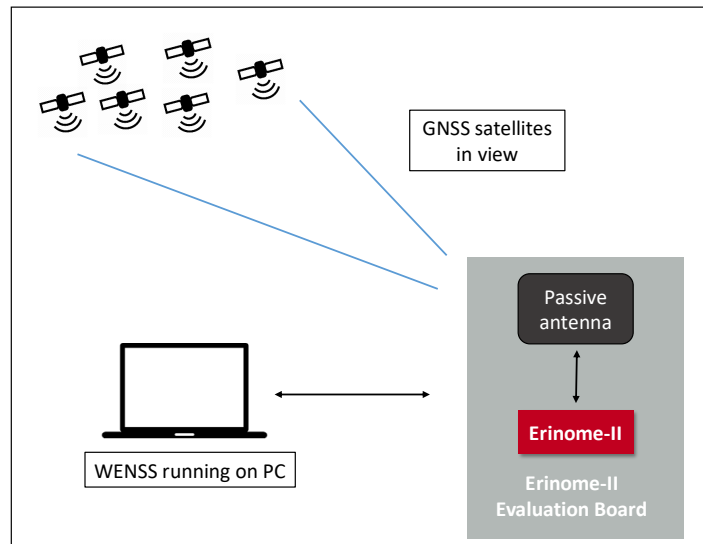 GNSS satellites
in view
Passive
antenna
Erinome-II
WENSS running on PC
Erinome-II
Evaluation Board